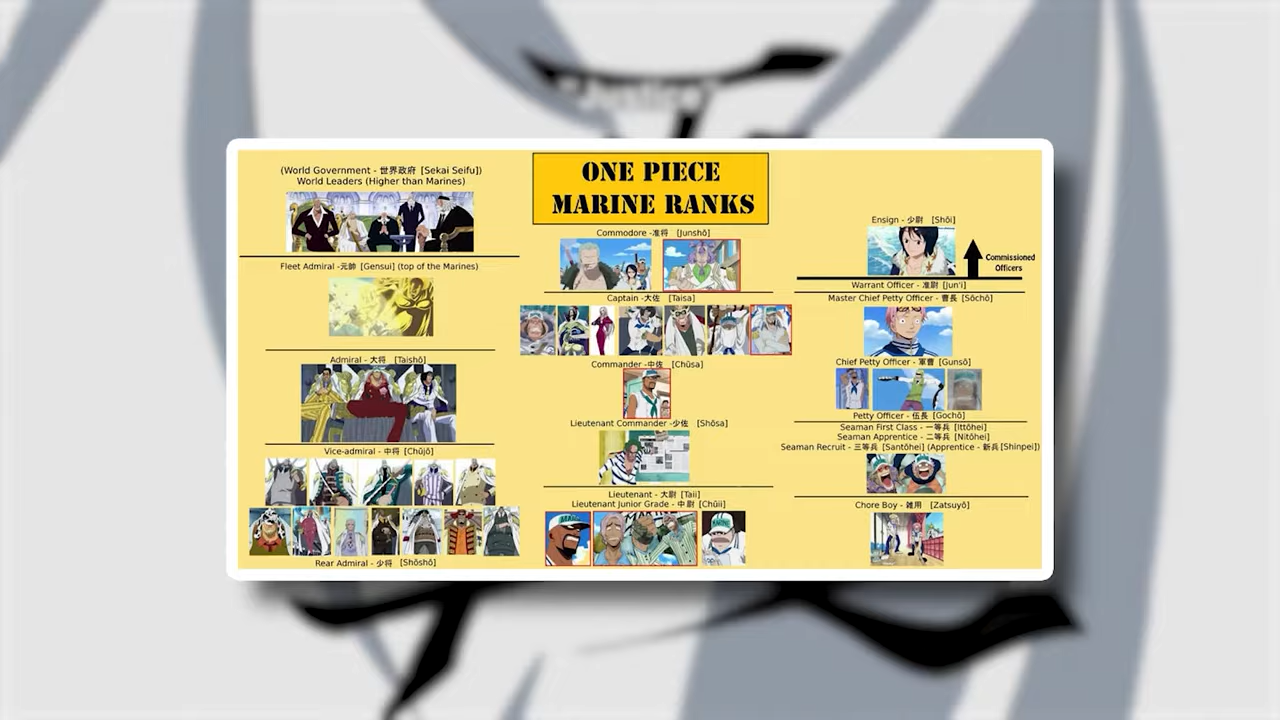 "Justice"
(World Government - 世界政府 [Sekai Seifu])
World Leaders (Higher than Marines)
Fleet Admiral -元帥 [Gensui] (top of the Marines)
Admiral - 大将 [Taishō]
Vice-admiral - 中将 [Chūjō]
Rear Admiral - 少将 [Shōshō]
ONE PIECE
MARINE RANKS
Commodore -准将 [Junshō]
Captain -大佐 [Taisa]
Commander -中佐 [Chūsa]
Lieutenant Commander -少佐 [Shōsa]
Lieutenant - 大尉 [Taii]
Lieutenant Junior Grade - 中尉 [Chūii]
Ensign - 少尉 [Shōi]
Commissioned
Officers
Warrant Officer - 准尉 [Jun'i]
Master Chief Petty Officer - 曹長 [Sōchō]
Chief Petty Officer - 軍曹 [Gunsō]
Petty Officer - 伍長 [Gochō]
Seaman First Class - 一等兵 [Ittōhei]
Seaman Apprentice - 二等兵 [Nitōhei]
Seaman Recruit - 三等兵 [Santōhei] (Apprentice - 新兵[Shinpei])
Chore Boy - 雑用 [Zatsuyō]